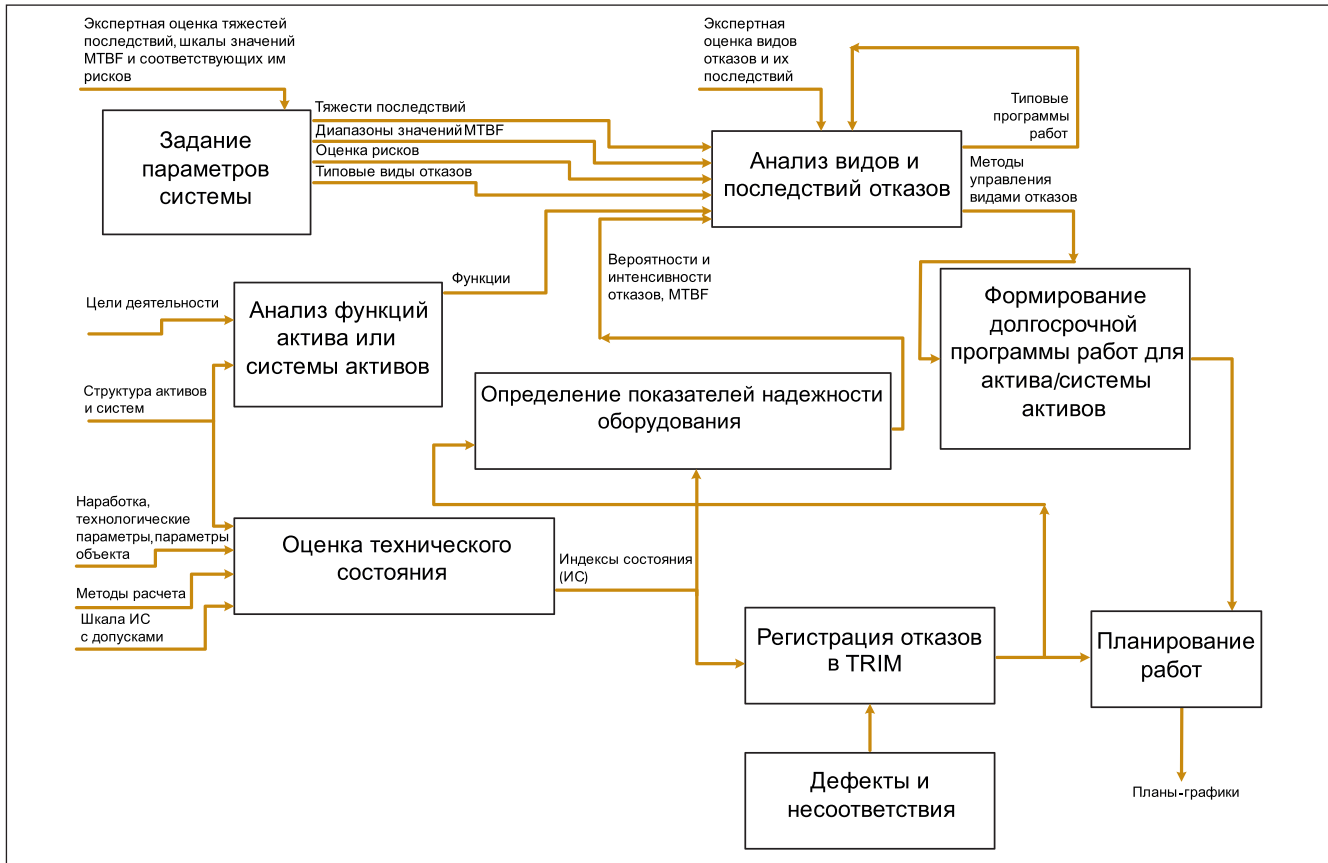 Экспертная оценка тяжестей
последствий, шкалы значений
MTBF и соответствующих им
рисков
Задание
параметров
системы
Тяжести последствий
Диапазоны значений MTBF
Оценка рисков
Типовые виды отказов
Экспертная
оценка видов
отказов и их
последствий
Анализ видов и
последствий отказов
Типовые
программы
работ
Методы
управления
видами отказов
Цели деятельности
Анализ функций
актива или
системы активов
Функции
Вероятности и
интенсивности
отказов, MTBF
Формирование
долгосрочной
программы работ для
актива/системы
активов
Структура активов
и систем
Определение показателей надежности
оборудования
Наработка,
технологические
параметры, параметры
объекта
Методы расчета
Шкала ИС
с допусками
Оценка технического
состояния
Индексы состояния
(ИС)
Регистрация отказов
в TRIM
Планирование
работ
Дефекты и
несоответствия
Планы-графики